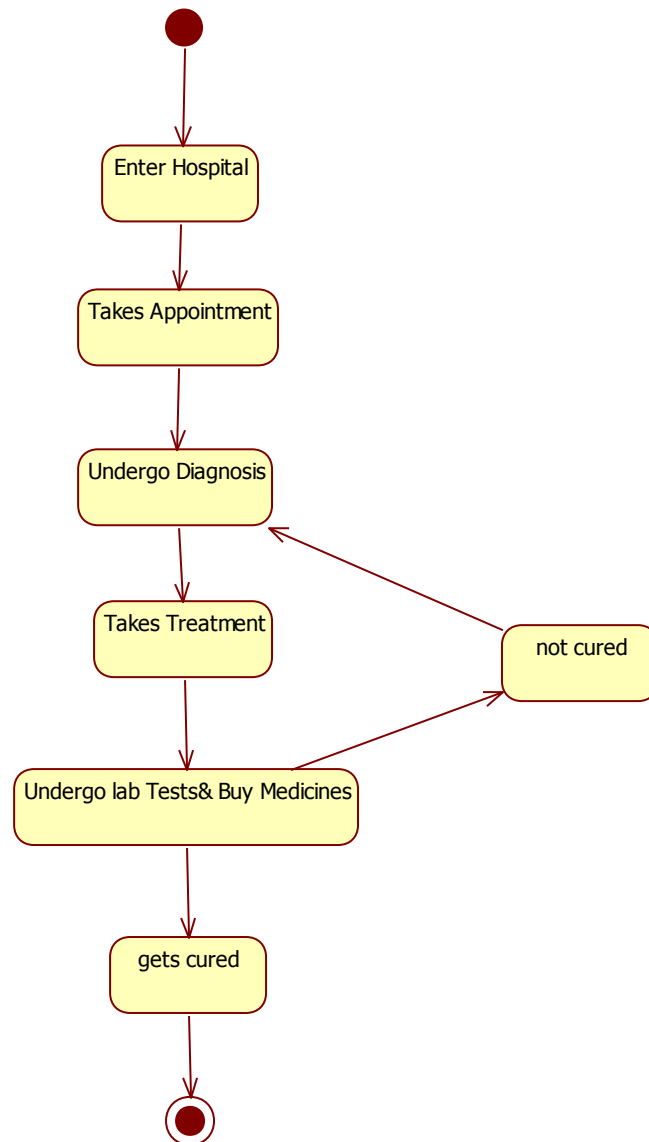 Enter Hospital
Takes Appointment
Undergo Diagnosis
Takes Treatment
not cured
Undergo lab Tests& Buy Medicines
gets cured